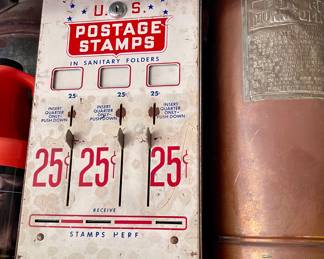 U. S.
POSTAGE
STAMPS
IN SANITARY FOLDERS
25¢ 25¢ 25¢
INSERT
QUARTER
ONLY-
PUSH DOWN
INSERT
QUARTER
ONLY-
PUSH DOWN
INSERT
QUARTER
ONLY-
PUSH DOWN
25¢ 25¢ 25¢
RECEIVE
STAMPS HERE